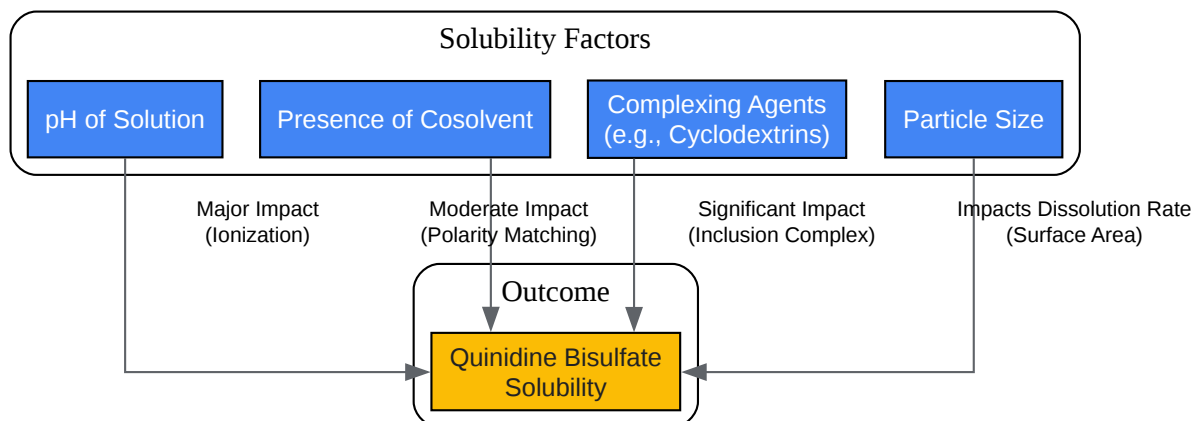 Solubility Factors
pH of Solution
Presence of Cosolvent
Complexing Agents
(e.g., Cyclodextrins)
Particle Size
Major Impact
(Ionization)
Moderate Impact
(Polarity Matching)
Significant Impact
(Inclusion Complex)
Impacts Dissolution Rate
(Surface Area)
Outcome
Quinidine Bisulfate
Solubility